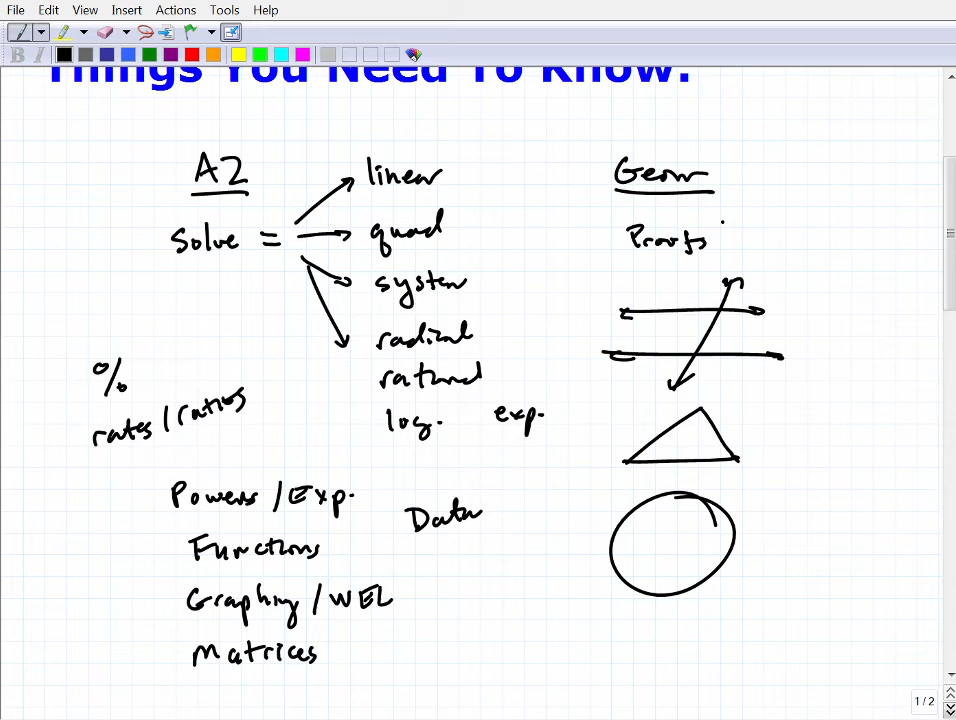 File Edit View Insert Actions Tools Help
B I
Things You Need To Know:
A2
Solve =
linear
quad
system
radical
rational
log. exp.
%
rates/ratios
Powers/Exp.
Data
Functions
Graphing/WEL
Matrices
Geom
Proofs
1/2